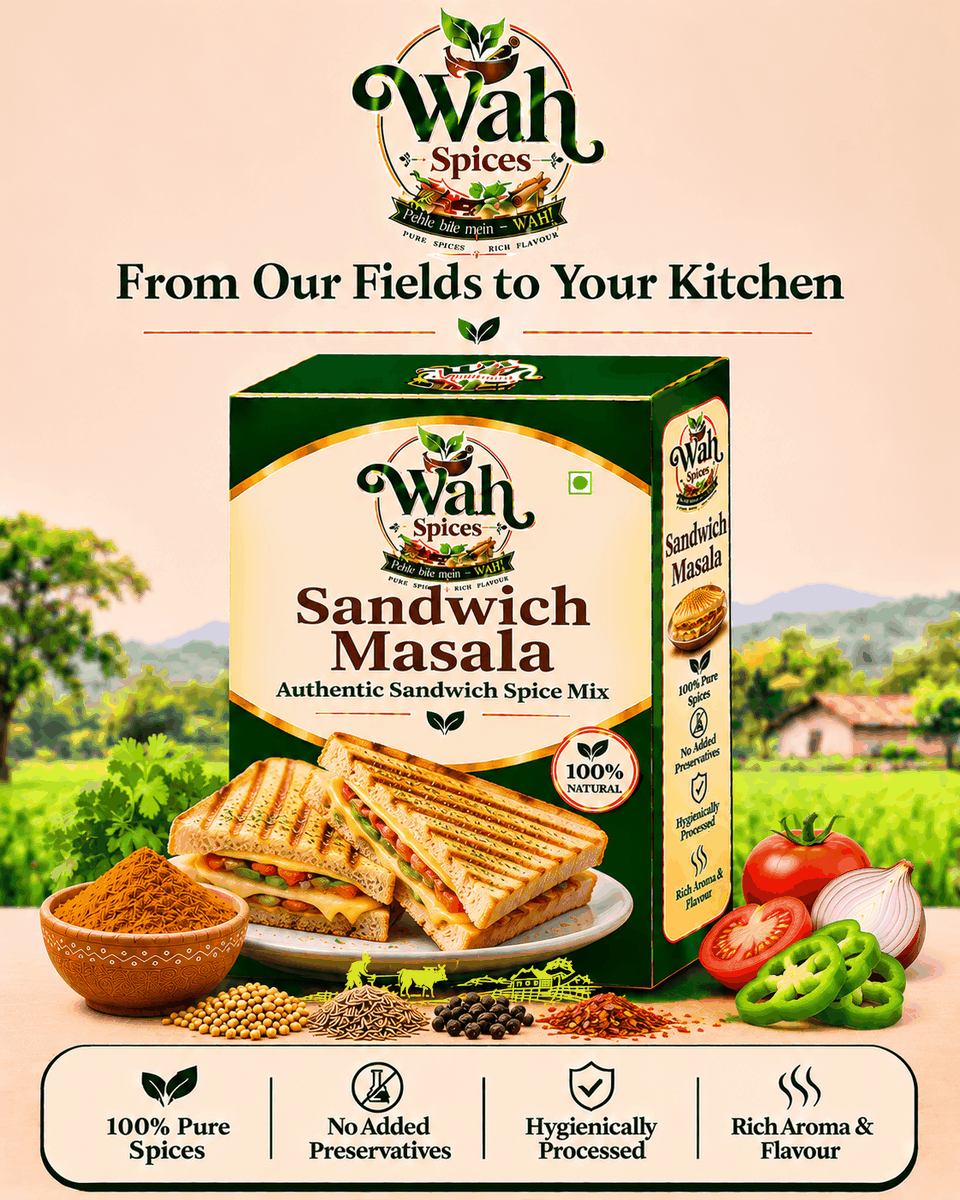 Wah
Spices
Pehle bite mein – WAH!
PURE SPICES RICH FLAVOUR
From Our Fields to Your Kitchen
Wah
Spices
Pehle bite mein – WAH!
PURE RICH FLAVOUR
Sandwich
Masala
Authentic Sandwich Spice Mix
100%
NATURAL
Wah
Spices
Sandwich
Masala
100% Pure
Spices
No Added
Preservatives
Hygienically
Processed
Rich Aroma &
Flavour
100% Pure
Spices
No Added
Preservatives
Hygienically
Processed
Rich Aroma &
Flavour